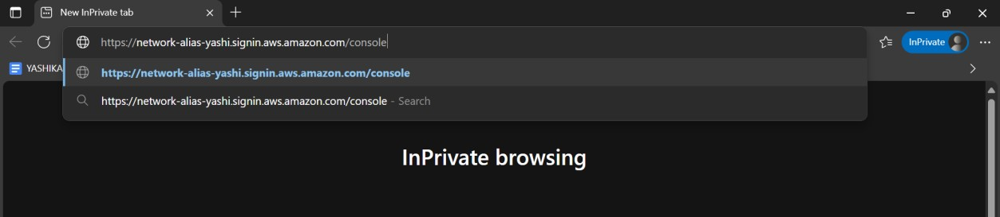 New InPrivate tab
https://network-alias-yashi.signin.aws.amazon.com/console
InPrivate
YASHIKA
https://network-alias-yashi.signin.aws.amazon.com/console
https://network-alias-yashi.signin.aws.amazon.com/console - Search
InPrivate browsing